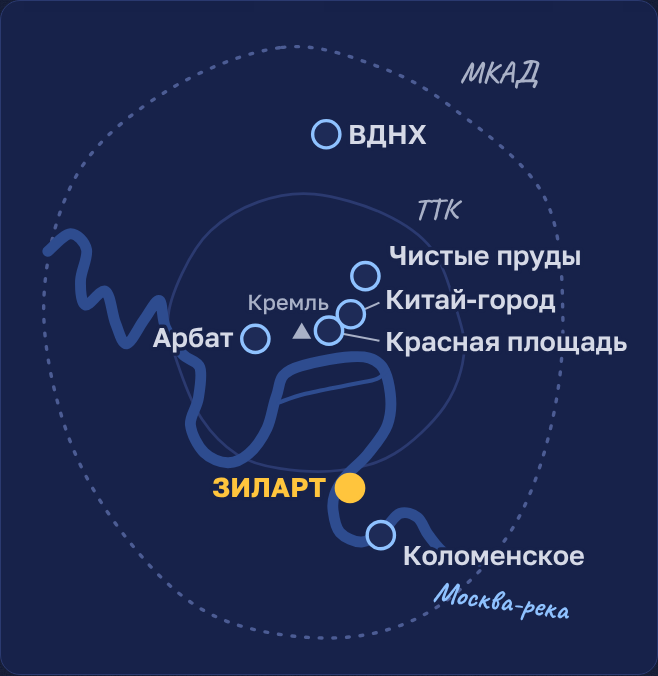 МКАД
ВДНХ
ТТК
Чистые пруды
Кремль
Китай-город
Арбат
Красная площадь
ЗИЛАРТ
Коломенское
Москва-река